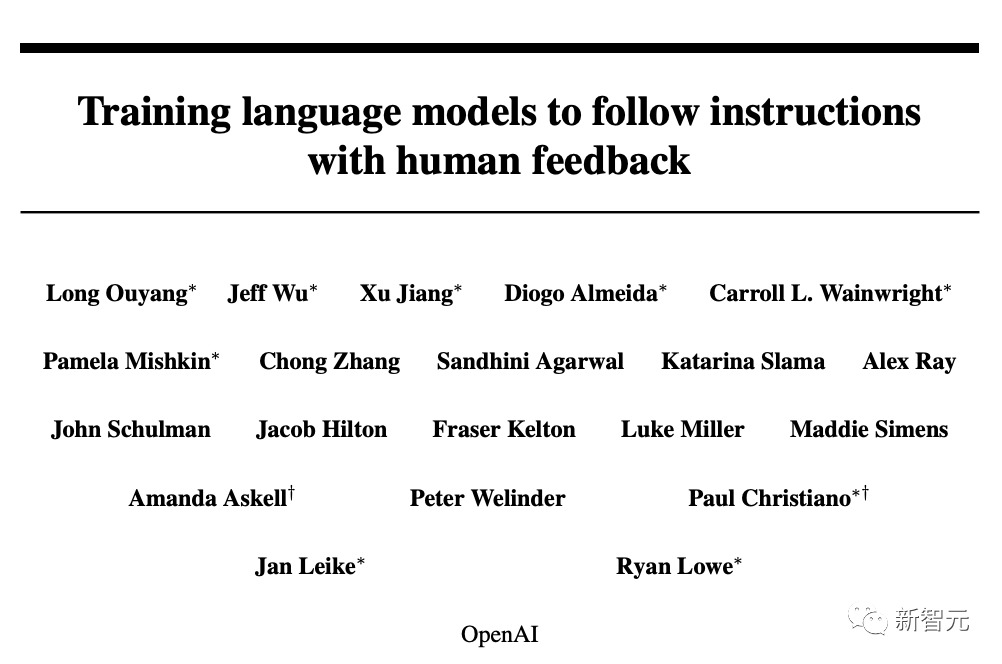 Training language models to follow instructions
with human feedback
Long Ouyang* Jeff Wu* Xu Jiang* Diogo Almeida* Carroll L. Wainwright*
Pamela Mishkin* Chong Zhang Sandhini Agarwal Katarina Slama Alex Ray
John Schulman Jacob Hilton Fraser Kelton Luke Miller Maddie Simens
Amanda Askell† Peter Welinder Paul Christiano*†
Jan Leike* Ryan Lowe*
OpenAI
新智元